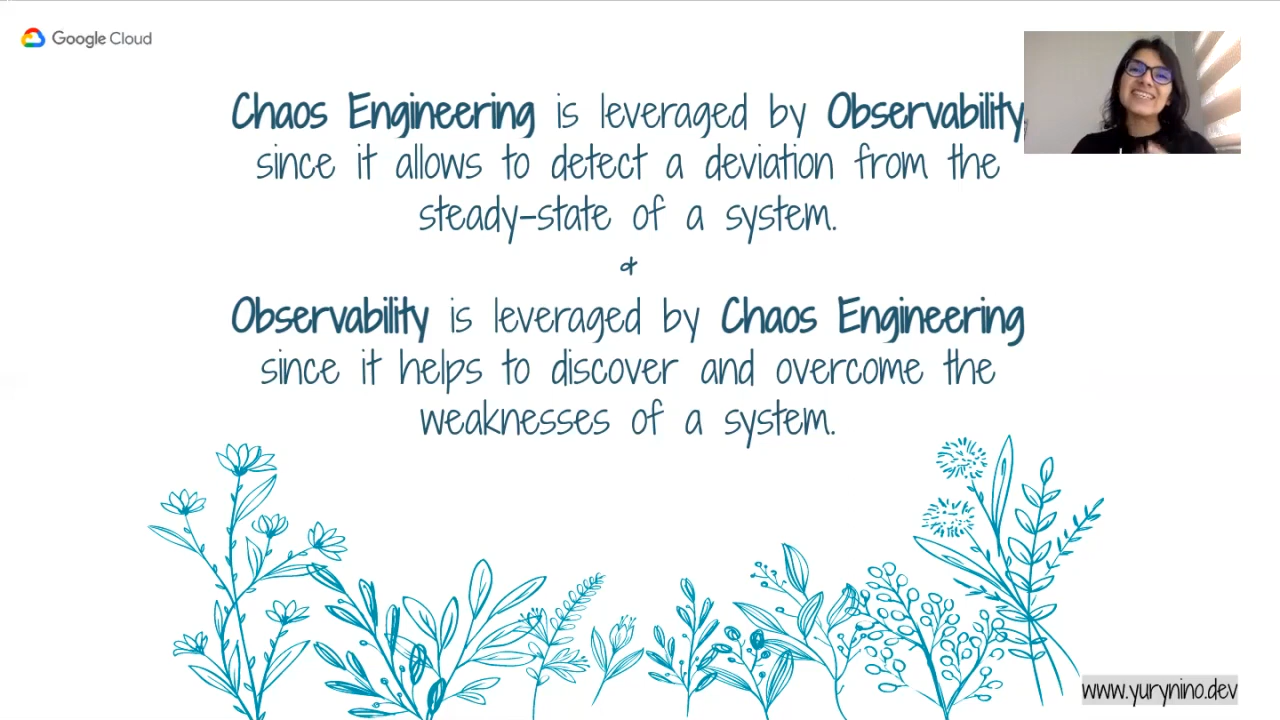 Google Cloud
Chaos Engineering is leveraged by Observability
since it allows to detect a deviation from the
steady-state of a system.
&
Observability is leveraged by Chaos Engineering
since it helps to discover and overcome the
weaknesses of a system.
www.yurynino.dev